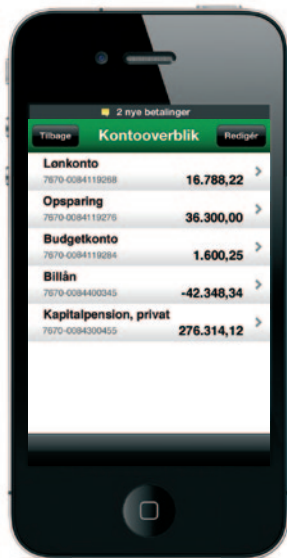 2 nye betalinger
Tilbage Kontooverblik Redigér
Lønkonto
7670-0084119268 16.788,22
Opsparing
7670-0084119276 36.300,00
Budgetkonto
7670-0084119284 1.600,25
Billån
7670-0084400345 -42.348,34
Kapitalpension, privat
7670-0084300455 276.314,12